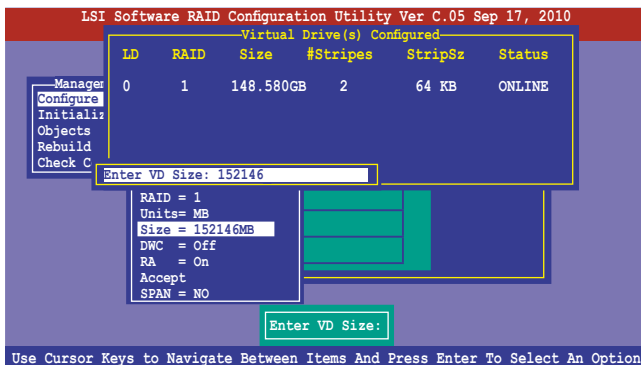 LSI Software RAID Configuration Utility Ver C.05 Sep 17, 2010
Virtual Drive(s) Configured
LD RAID Size #Stripes StripSz Status
0 1 148.580GB 2 64 KB ONLINE
Managem
Configure
Initializ
Objects
Rebuild
Check C
Enter VD Size: 152146
RAID = 1
Units= MB
Size = 152146MB
DWC = Off
RA = On
Accept
SPAN = NO
Enter VD Size:
Use Cursor Keys to Navigate Between Items And Press Enter To Select An Option